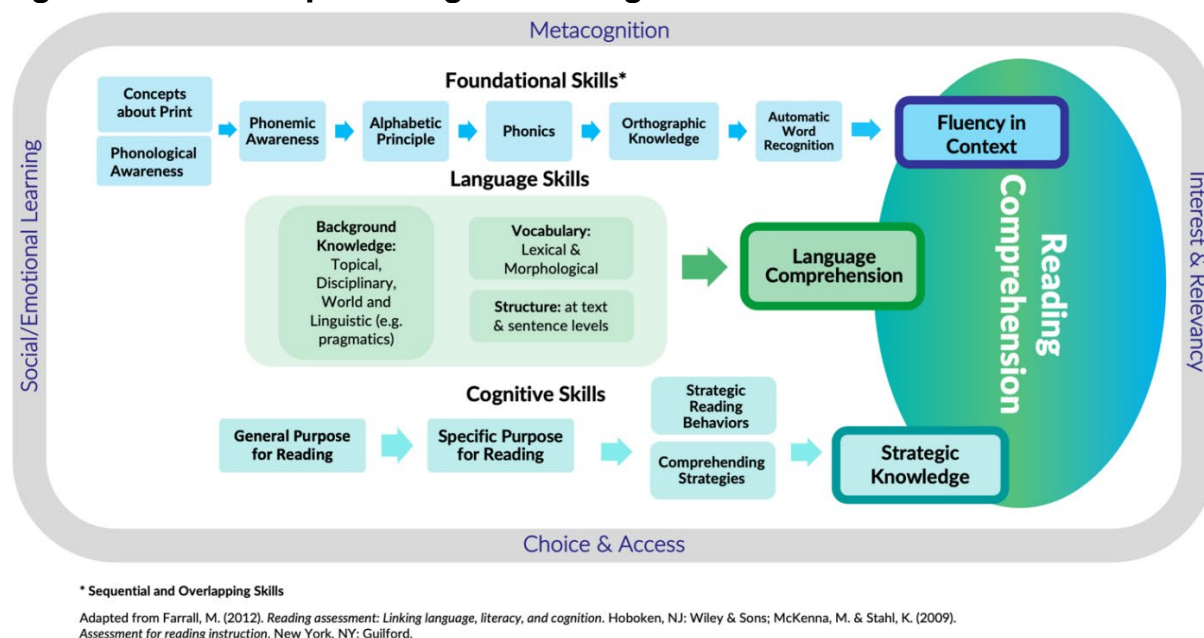 Metacognition
Social/Emotional Learning
Interest & Relevancy
Choice & Access
Foundational Skills*
Concepts
about Print
Phonological
Awareness
Phonemic
Awareness
Alphabetic
Principle
Phonics
Orthographic
Knowledge
Automatic
Word
Recognition
Fluency in
Context
Language Skills
Background
Knowledge:
Topical,
Disciplinary,
World and
Linguistic (e.g.
pragmatics)
Vocabulary:
Lexical &
Morphological
Structure: at text
& sentence levels
Language
Comprehension
Reading
Comprehension
Cognitive Skills
General Purpose
for Reading
Specific Purpose
for Reading
Strategic
Reading
Behaviors
Comprehending
Strategies
Strategic
Knowledge
* Sequential and Overlapping Skills
Adapted from Farrall, M. (2012). Reading assessment: Linking language, literacy, and cognition. Hoboken, NJ: Wiley & Sons; McKenna, M. & Stahl, K. (2009).
Assessment for reading instruction. New York, NY: Guilford.